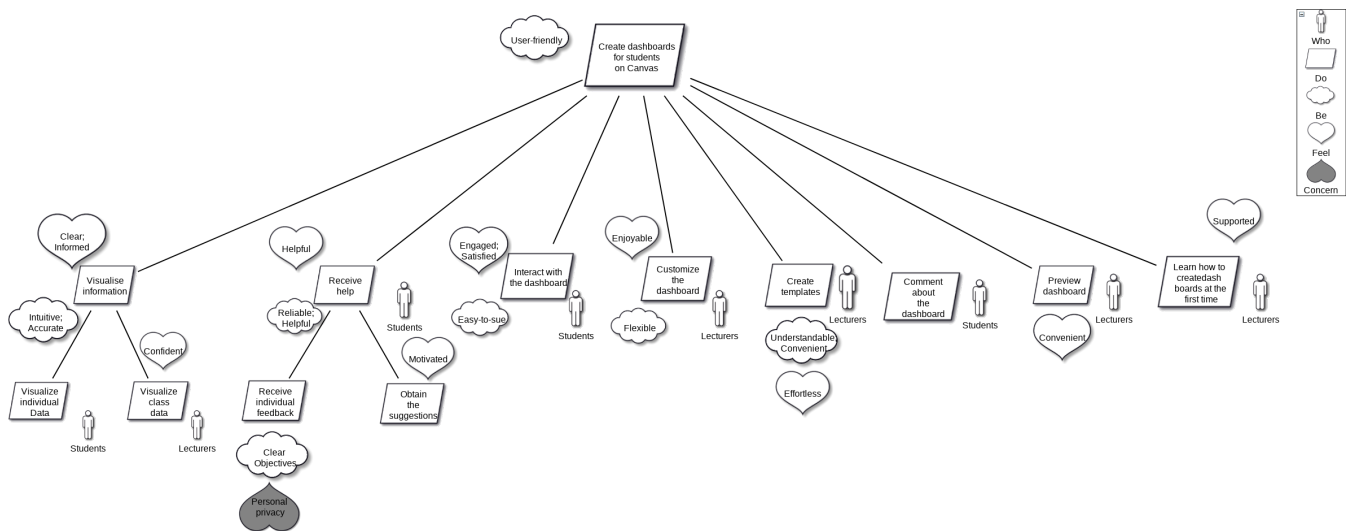 User-friendly
Create dashboards
for students
on Canvas
Who
Do
Be
Feel
Concern
Clear;
Informed
Visualise
information
Intuitive;
Accurate
Confident
Visualize
individual
Data
Students
Visualize
class
data
Lecturers
Helpful
Receive
help
Students
Reliable;
Helpful
Motivated
Receive
individual
feedback
Obtain
the
suggestions
Clear
Objectives
Personal
privacy
Engaged;
Satisfied
Interact with
the dashboard
Easy-to-sue
Students
Enjoyable
Customize
the
dashboard
Flexible
Lecturers
Create
templates
Lecturers
Understandable;
Convenient
Effortless
Comment
about
the
dashboard
Students
Preview
dashboard
Lecturers
Convenient
Supported
Learn how to
createdash
boards at the
first time
Lecturers